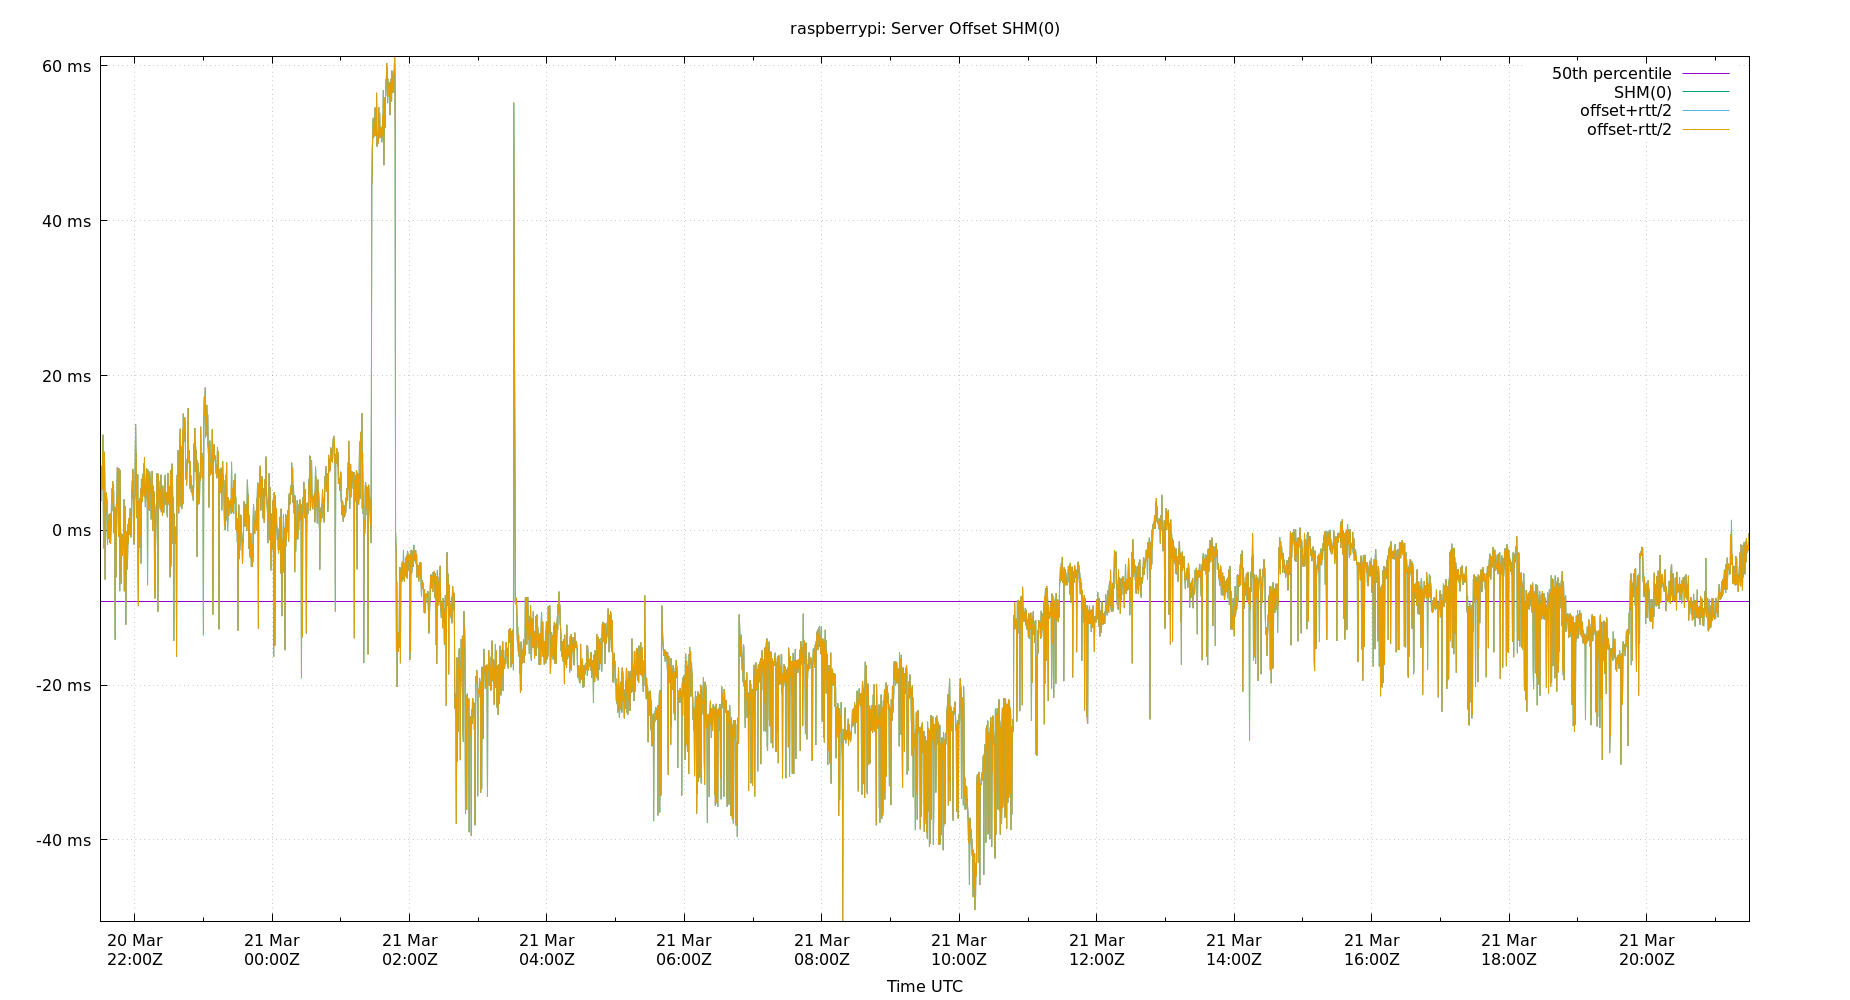 raspberrypi: Server Offset SHM(0)
60 ms
40 ms
20 ms
0 ms
-20 ms
-40 ms
50th percentile
SHM(0)
offset+rtt/2
offset-rtt/2
20 Mar 21 Mar 21 Mar 21 Mar 21 Mar 21 Mar 21 Mar 21 Mar 21 Mar 21 Mar 21 Mar 21 Mar
22:00Z 00:00Z 02:00Z 04:00Z 06:00Z 08:00Z 10:00Z 12:00Z 14:00Z 16:00Z 18:00Z 20:00Z
Time UTC